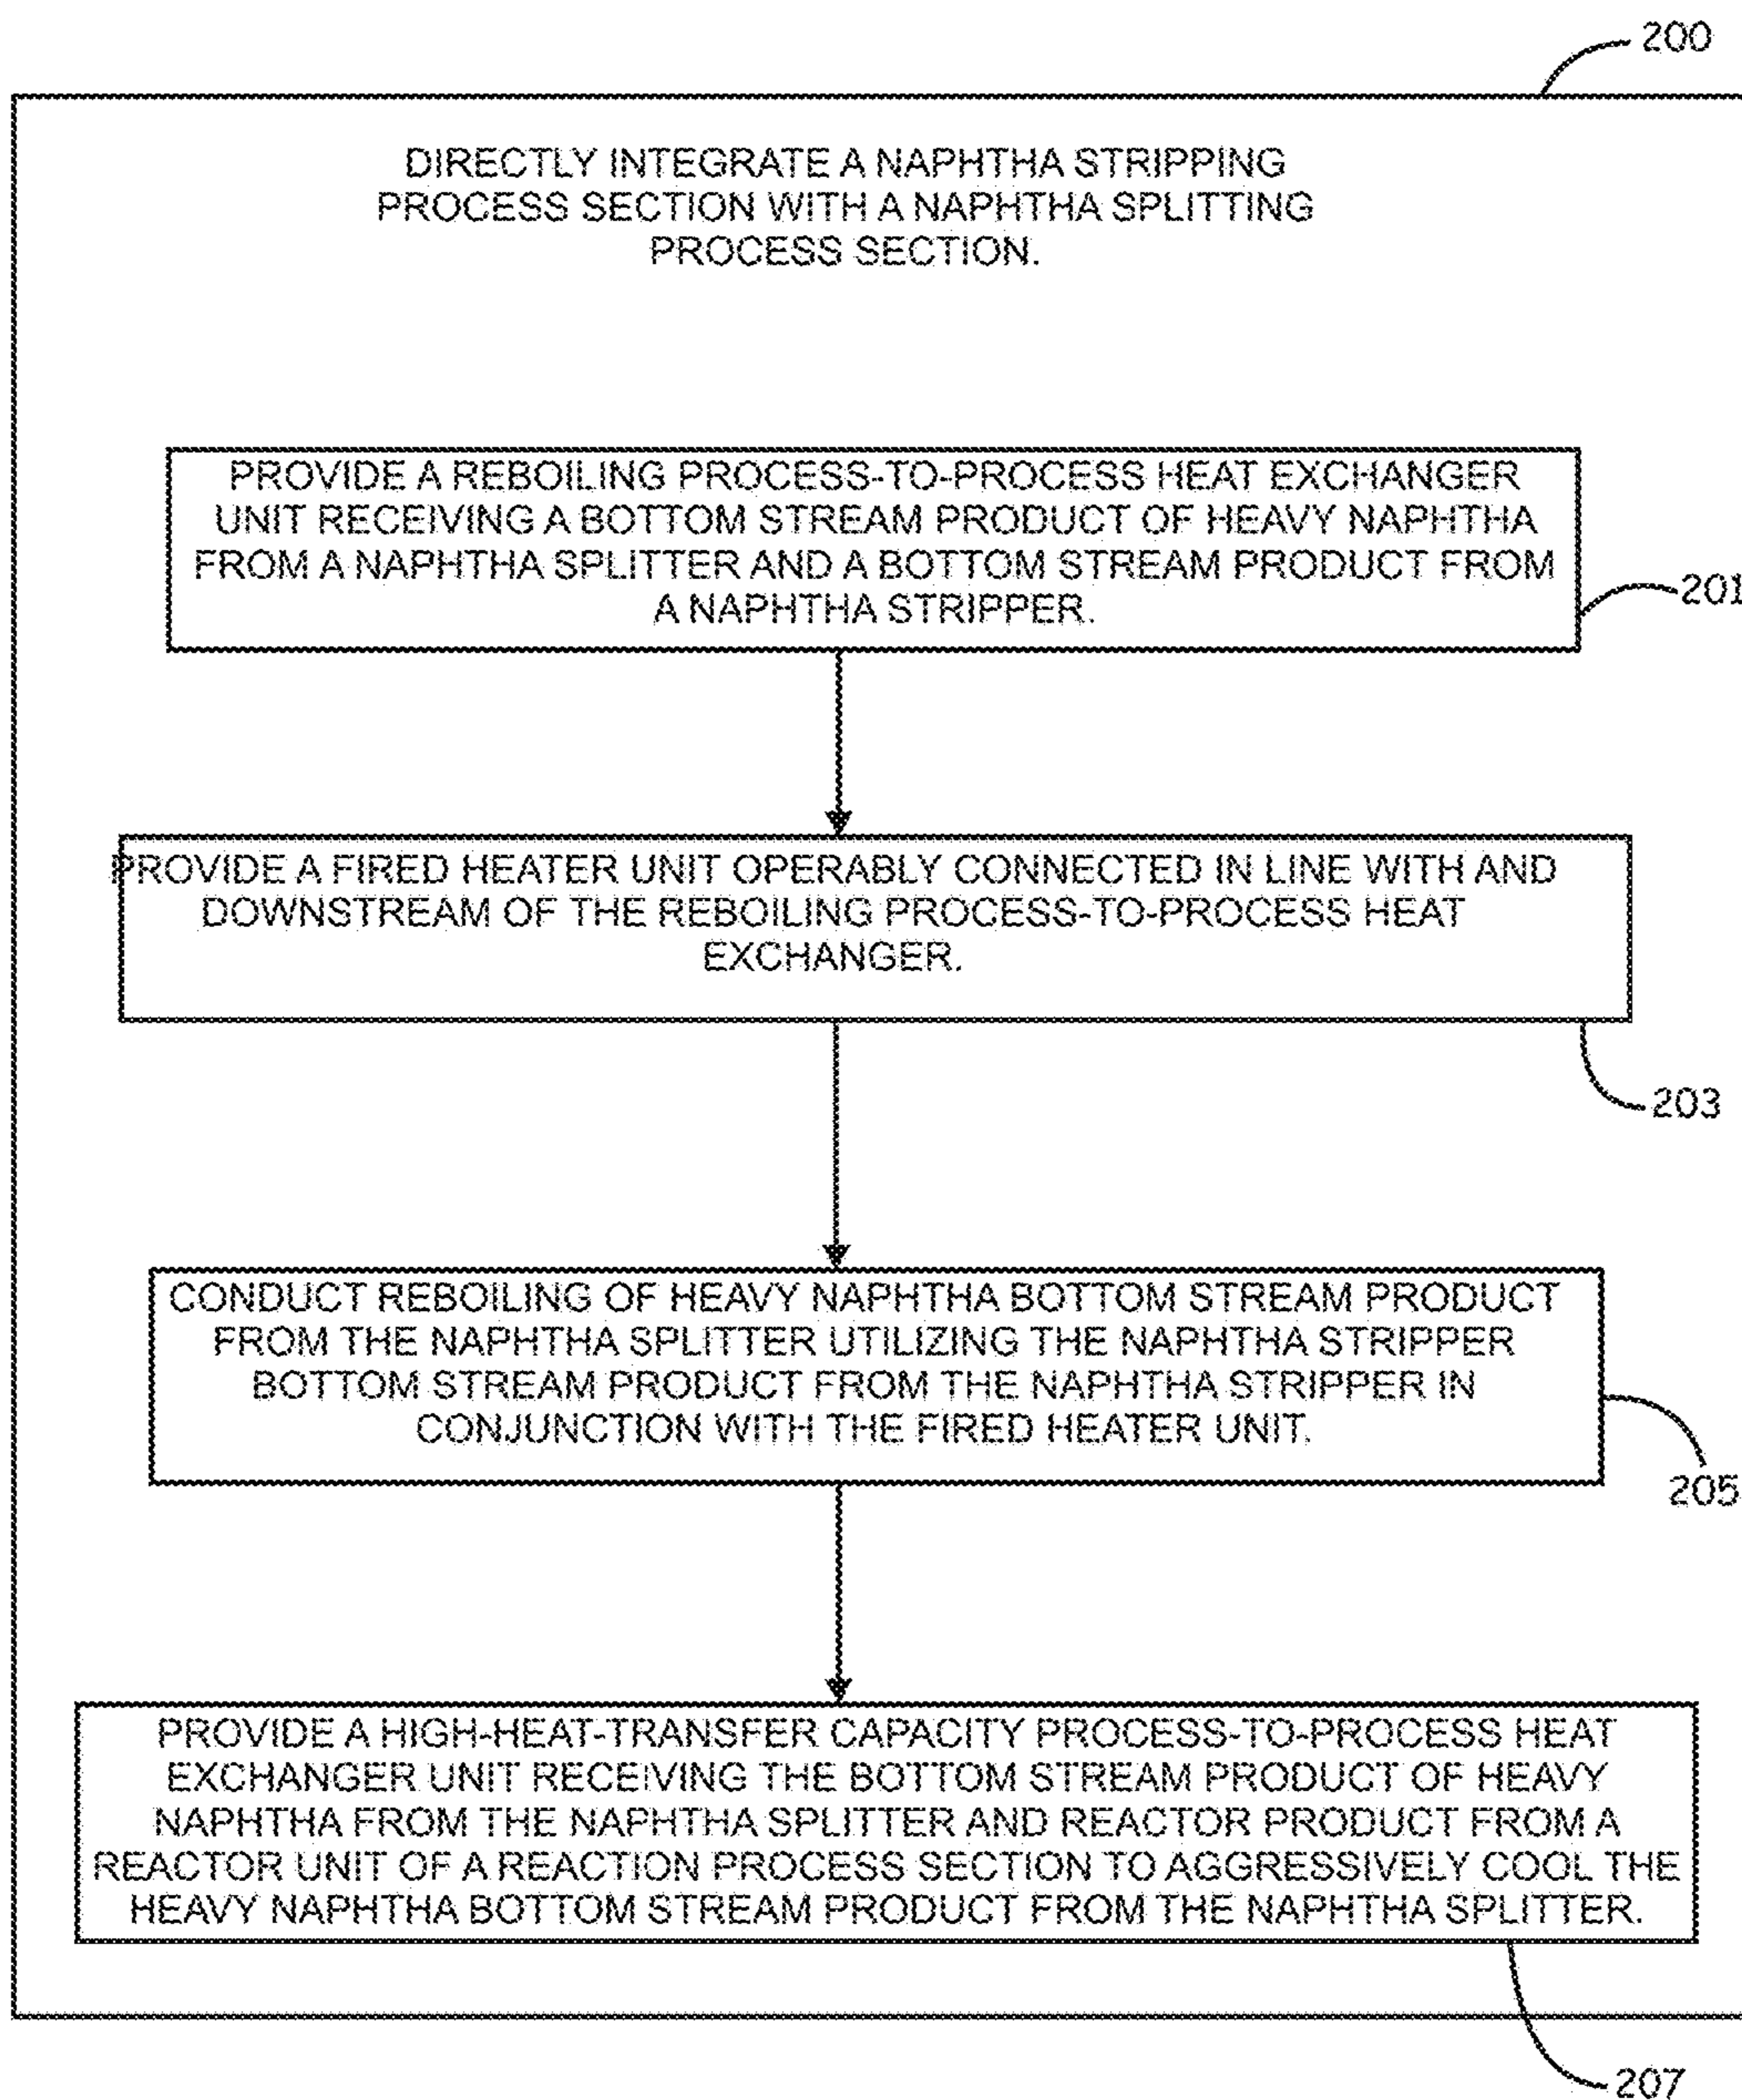 200
DIRECTLY INTEGRATE A NAPHTHA STRIPPING
PROCESS SECTION WITH A NAPHTHA SPLITTING
PROCESS SECTION.
PROVIDE A REBOILING PROCESS-TO-PROCESS HEAT EXCHANGER
UNIT RECEIVING A BOTTOM STREAM PRODUCT OF HEAVY NAPHTHA
FROM A NAPHTHA SPLITTER AND A BOTTOM STREAM PRODUCT FROM
A NAPHTHA STRIPPER.
201
PROVIDE A FIRED HEATER UNIT OPERABLY CONNECTED IN LINE WITH AND
DOWNSTREAM OF THE REBOILING PROCESS-TO-PROCESS HEAT
EXCHANGER.
203
CONDUCT REBOILING OF HEAVY NAPHTHA BOTTOM STREAM PRODUCT
FROM THE NAPHTHA SPLITTER UTILIZING THE NAPHTHA STRIPPER
BOTTOM STREAM PRODUCT FROM THE NAPHTHA STRIPPER IN
CONJUNCTION WITH THE FIRED HEATER UNIT.
205
PROVIDE A HIGH-HEAT-TRANSFER CAPACITY PROCESS-TO-PROCESS HEAT
EXCHANGER UNIT RECEIVING THE BOTTOM STREAM PRODUCT OF HEAVY
NAPHTHA FROM THE NAPHTHA SPLITTER AND REACTOR PRODUCT FROM A
REACTOR UNIT OF A REACTION PROCESS SECTION TO AGGRESSIVELY COOL THE
HEAVY NAPHTHA BOTTOM STREAM PRODUCT FROM THE NAPHTHA SPLITTER.
207